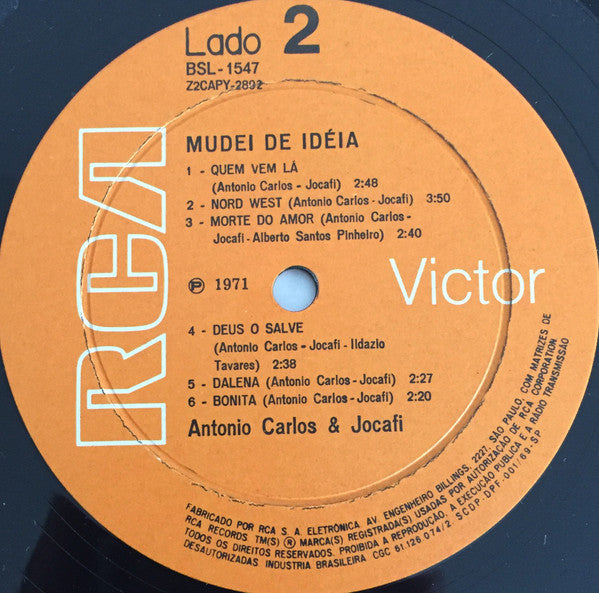 Lado 2
BSL-1547
Z2CAPY-2892
MUDEI DE IDÉIA
1 - QUEM VEM LÁ
(Antonio Carlos - Jocafi) 2:48
2 - NORD WEST (Antonio Carlos - Jocafi) 3:50
3 - MORTE DO AMOR (Antonio Carlos -
Jocafi - Alberto Santos Pinheiro) 2:40
RCA
℗ 1971
Victor
4 - DEUS O SALVE
(Antonio Carlos - Jocafi - Ildazio
Tavares) 2:38
5 - DALENA (Antonio Carlos - Jocafi) 2:27
6 - BONITA (Antonio Carlos - Jocafi) 2:20
Antonio Carlos & Jocafi
FABRICADO POR RCA S. A. ELETRÔNICA AV. ENGENHEIRO BILLINGS, 2227, SÃO PAULO, COM MATRIZES DE
RCA RECORDS TM(S) ® MARCA(S) REGISTRADA(S) USADAS POR AUTORIZAÇÃO DE RCA CORPORATION
TODOS OS DIREITOS RESERVADOS. PROIBIDA A REPRODUÇÃO, A EXECUÇÃO PUBLICA E A RÁDIO TRANSMISSÃO
DESAUTORIZADAS INDUSTRIA BRASILEIRA CGC 61.126.074/2 SCDP-DPF-001/69-SP